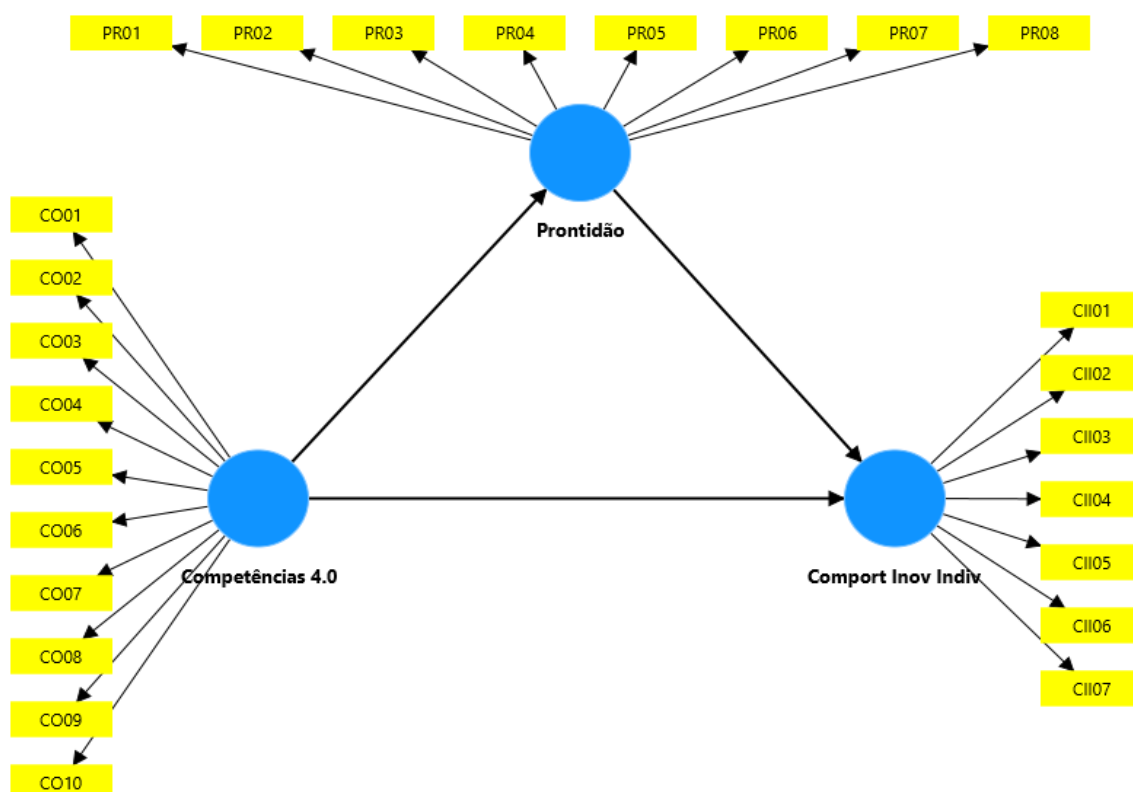 PR01
PR02
PR03
PR04
PR05
PR06
PR07
PR08
Prontidão
CO01
CO02
CO03
CO04
CO05
CO06
CO07
CO08
CO09
CO10
Competências 4.0
Comport Inov Indiv
CII01
CII02
CII03
CII04
CII05
CII06
CII07